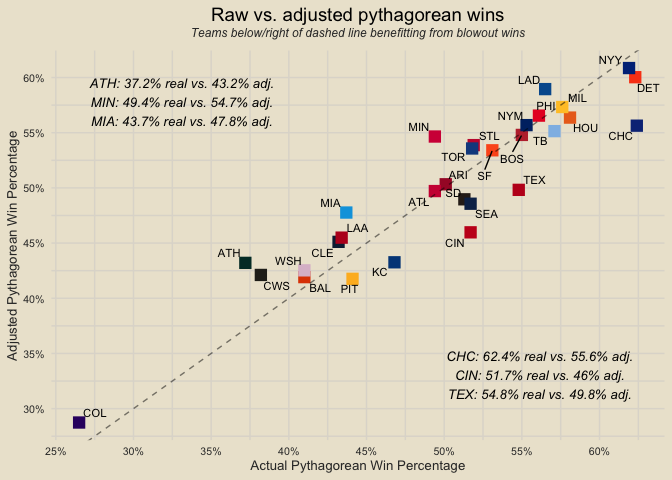 Raw vs. adjusted pythagorean wins
Teams below/right of dashed line benefitting from blowout wins
Adjusted Pythagorean Win Percentage
60%
55%
50%
45%
40%
35%
30%
ATH: 37.2% real vs. 43.2% adj.
MIN: 49.4% real vs. 54.7% adj.
MIA: 43.7% real vs. 47.8% adj.
NYY
DET
LAD
MIL
PHI
NYM
HOU
CHC
TB
MIN
STL
TOR
BOS
SF
ARI
TEX
ATL
SD
SEA
MIA
LAA
CIN
CLE
ATH
WSH
KC
CWS
BAL
PIT
COL
CHC: 62.4% real vs. 55.6% adj.
CIN: 51.7% real vs. 46% adj.
TEX: 54.8% real vs. 49.8% adj.
25%
30%
35%
40%
45%
50%
55%
60%
Actual Pythagorean Win Percentage